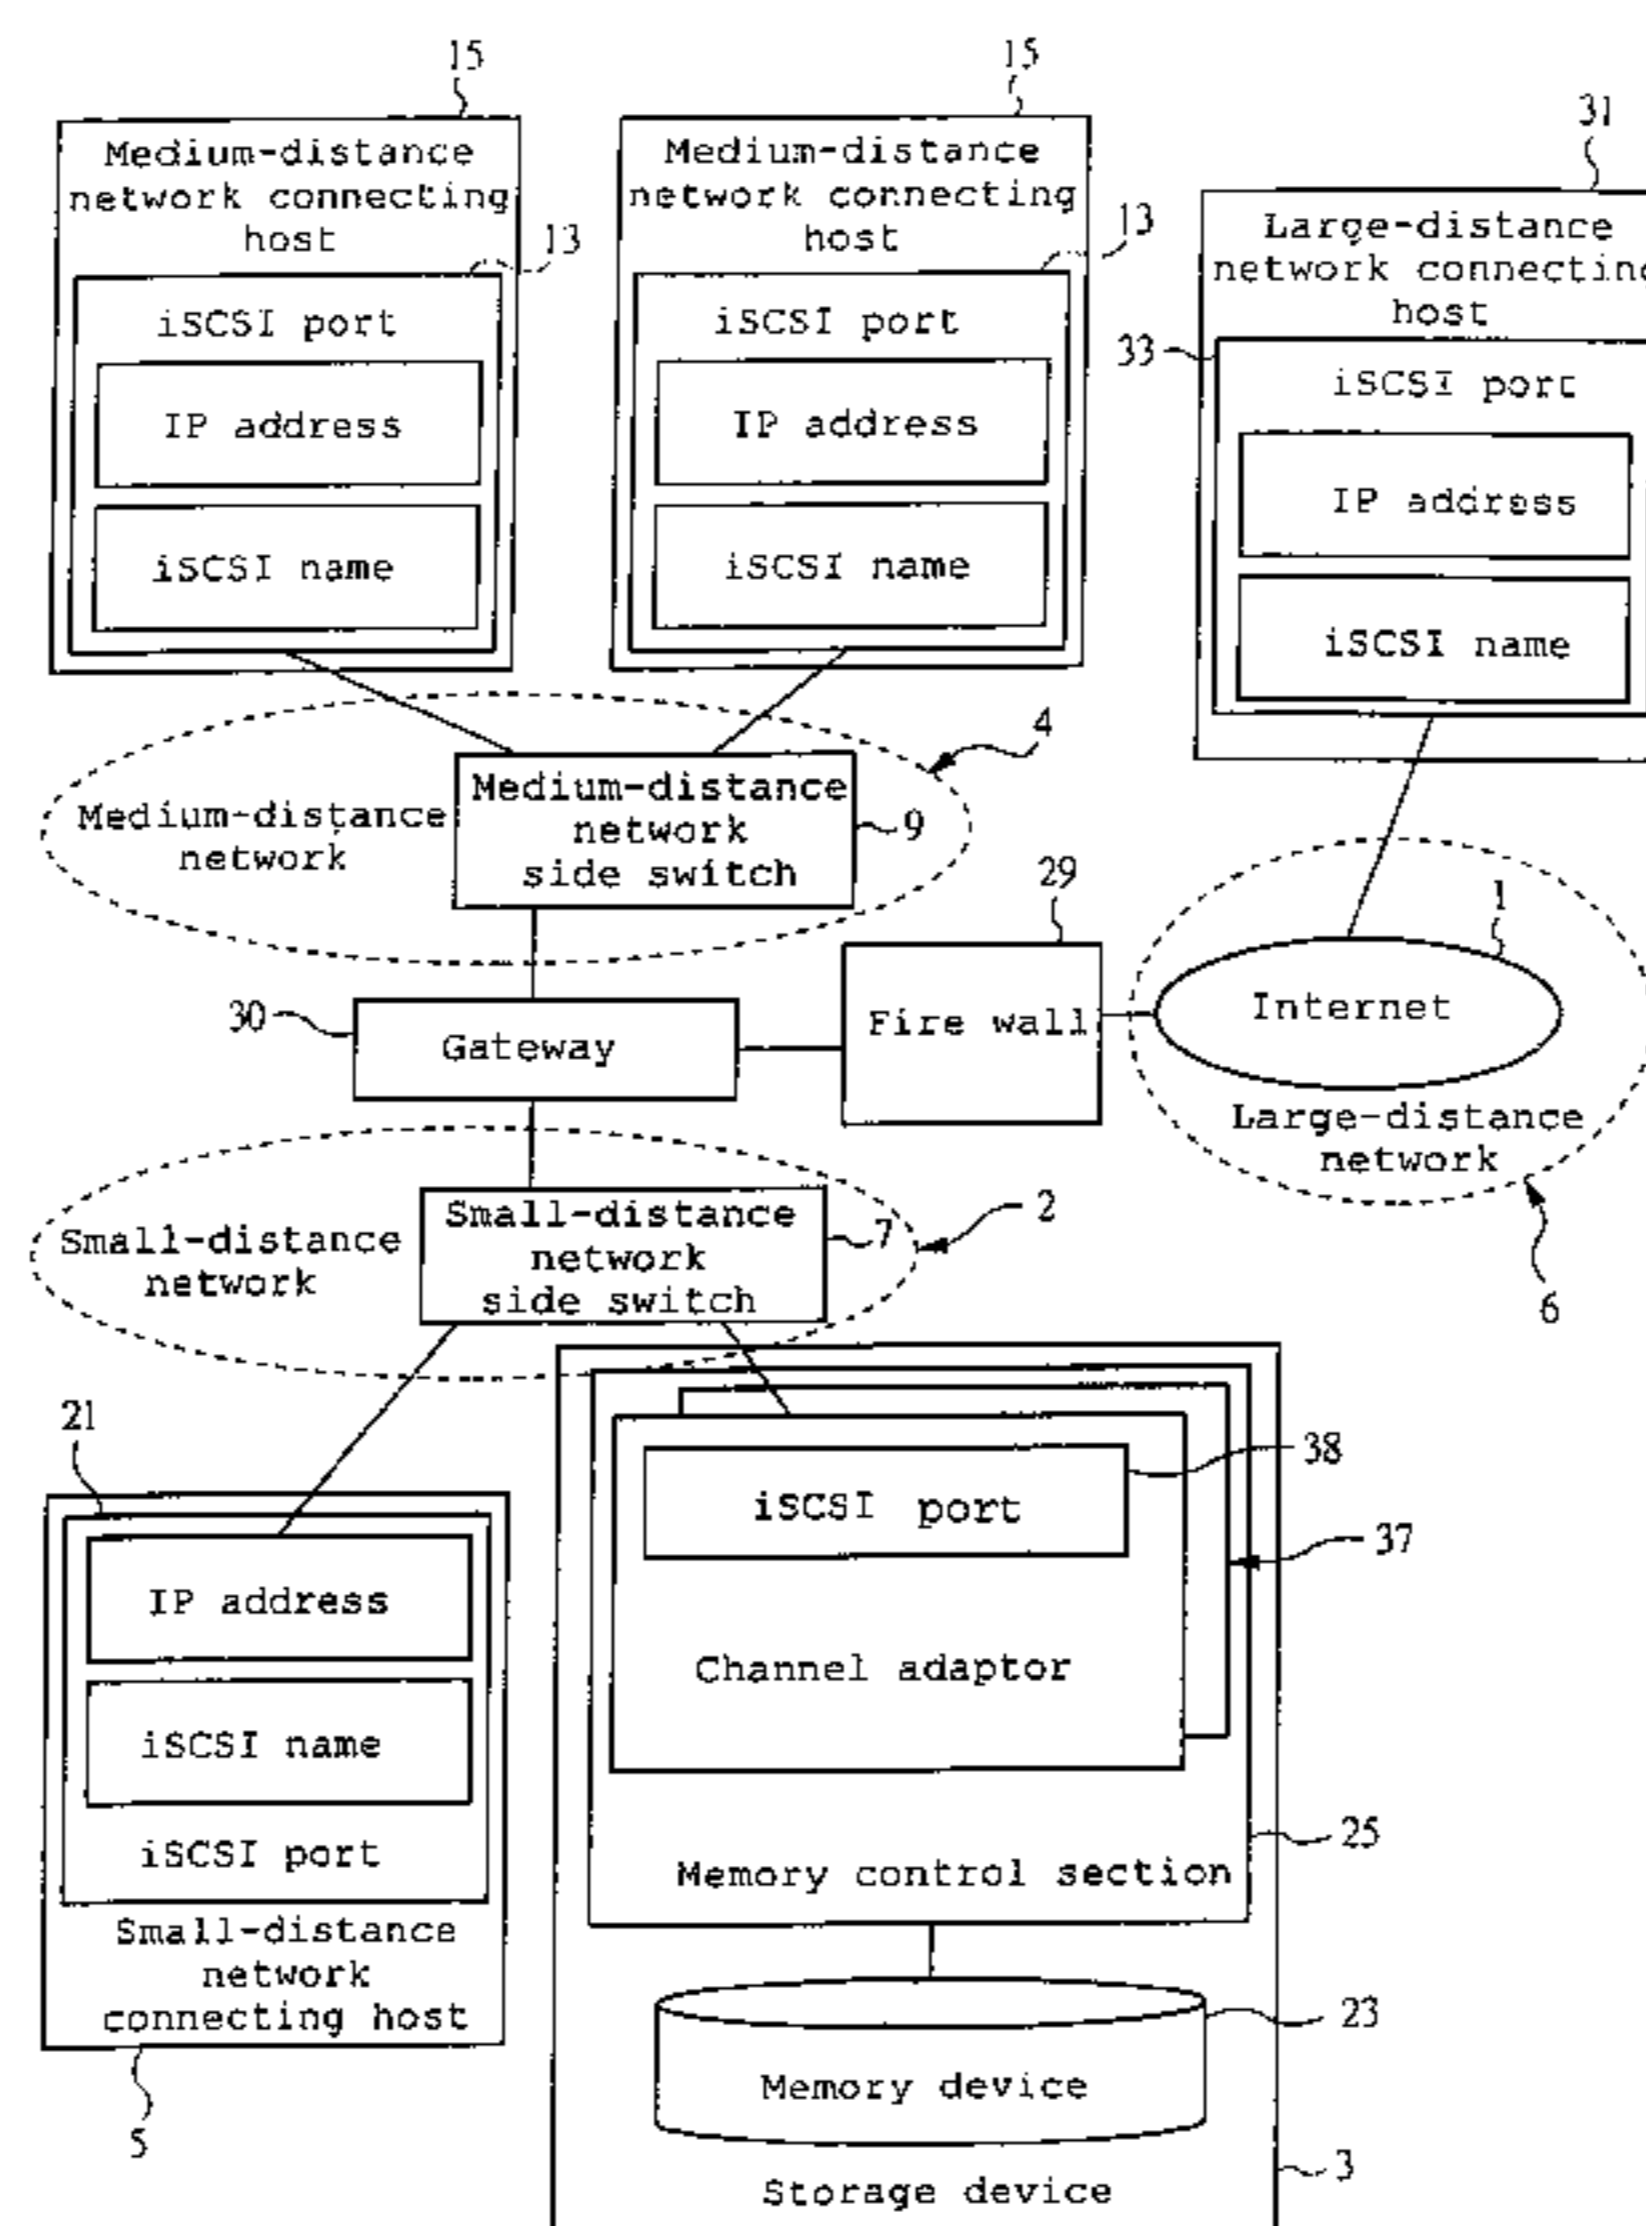 15
15
31
Medium-distance
network connecting
host
13
iSCSI port
IP address
iSCSI name
Medium-distance
network connecting
host
13
iSCSI port
IP address
iSCSI name
Large-distance
network connecting
host
33
iSCSI port
IP address
iSCSI name
4
Medium-distance
network
Medium-distance
network
side switch
9
29
1
30
Gateway
Fire wall
Internet
Large-distance
network
6
Small-distance
network
Small-distance
network
side switch
7
2
21
IP address
iSCSI name
iSCSI port
Small-distance
network
connecting host
5
iSCSI port
38
37
Channel adaptor
25
Memory control section
23
Memory device
3
Storage device